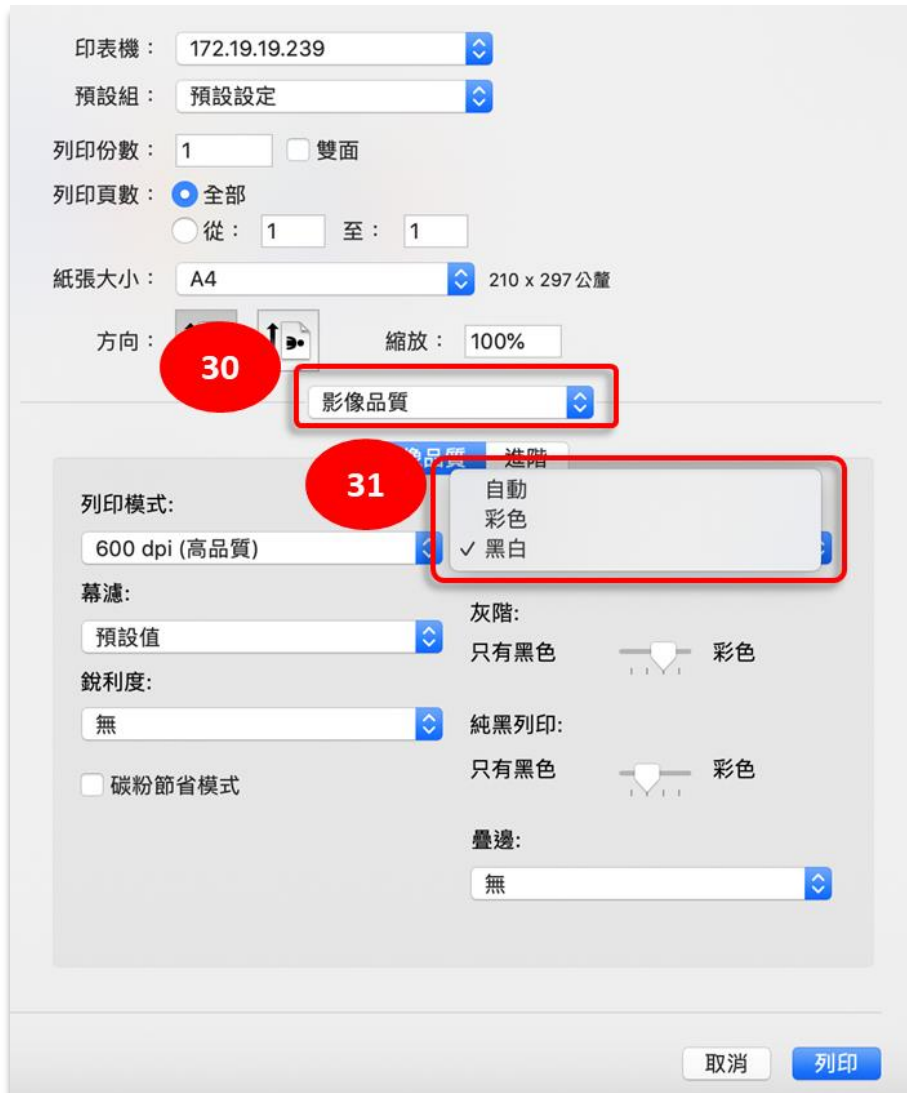 印表機： 172.19.19.239
預設組： 預設設定
列印份數： 1 雙面
列印頁數： 全部
從： 1 至： 1
紙張大小： A4 210 x 297 公釐
方向： 縮放： 100%
30
影像品質
像品質 進階
31
自動
彩色
✓ 黑白
列印模式:
600 dpi (高品質)
幕濾:
預設值
灰階:
只有黑色 彩色
銳利度:
無
純黑列印:
只有黑色 彩色
碳粉節省模式
疊邊:
無
取消 列印